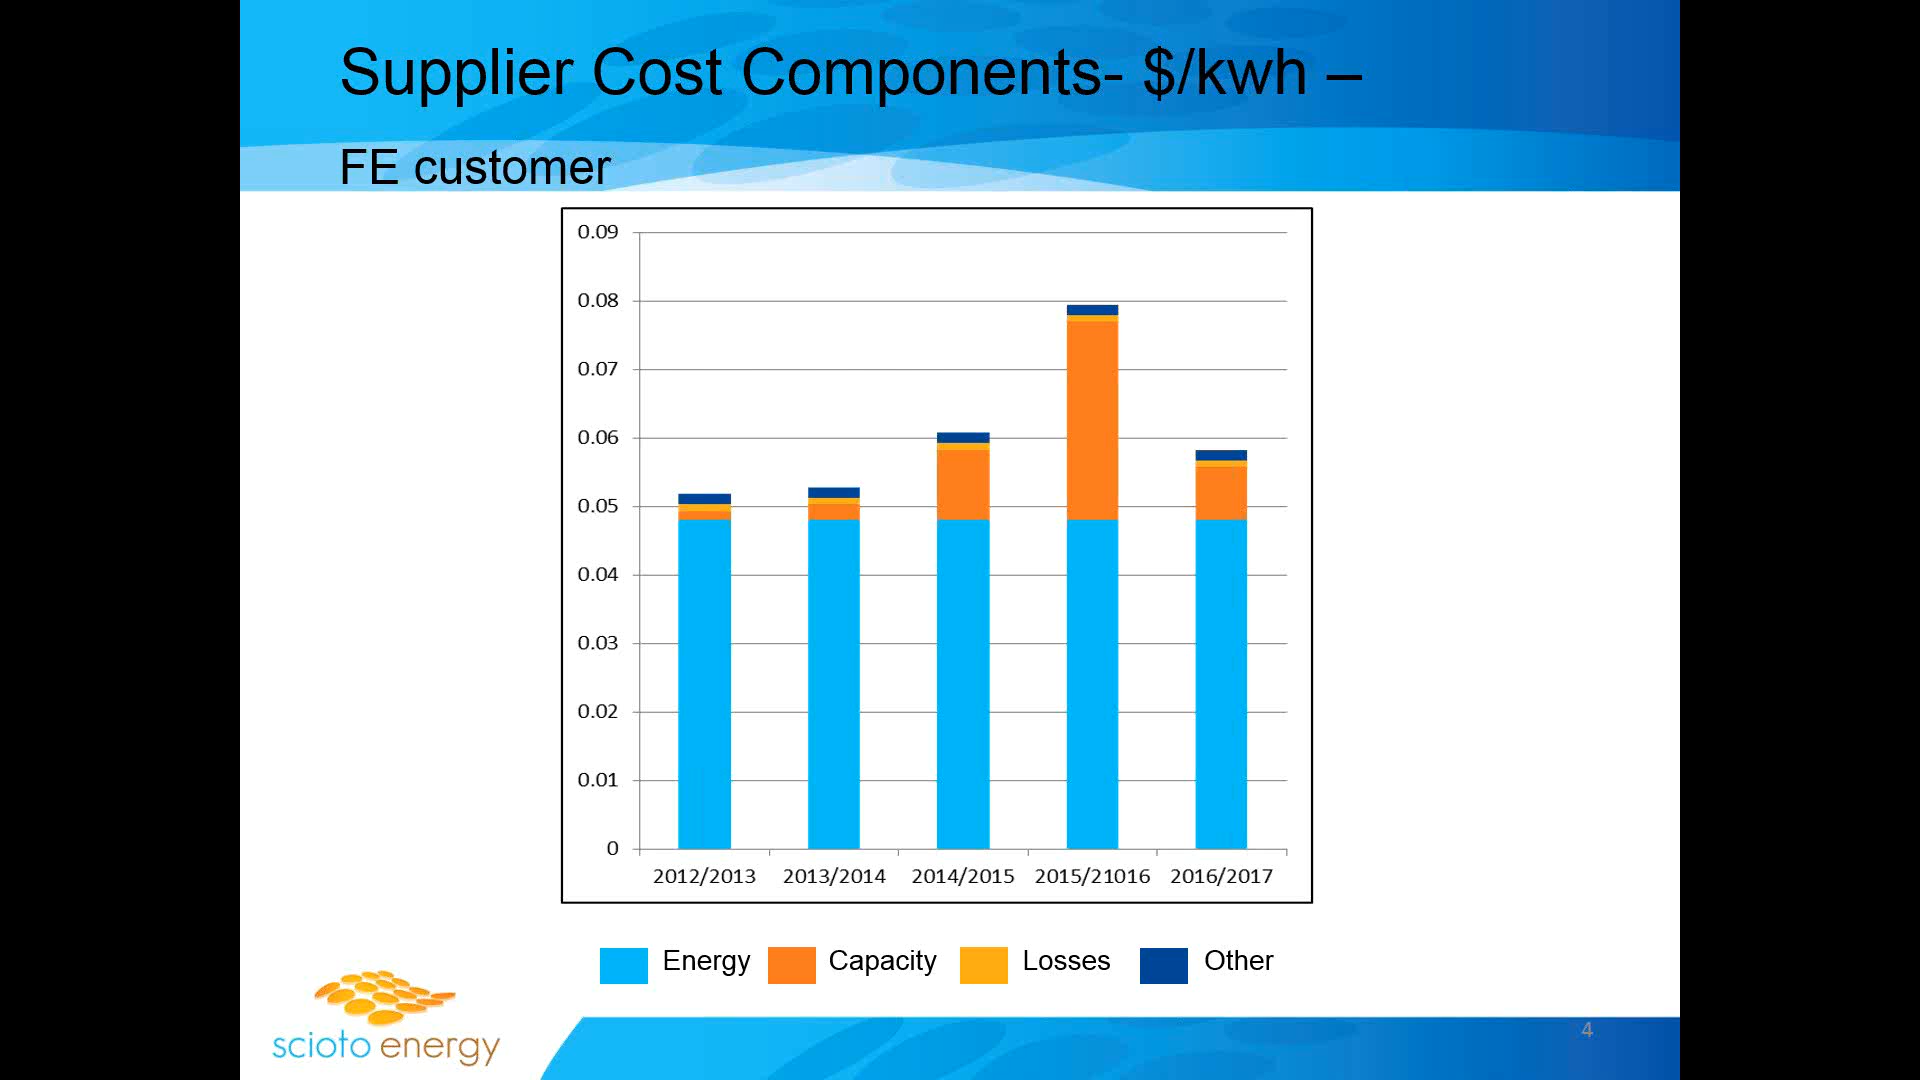 Supplier Cost Components- $/kwh –
FE customer
0.09
0.08
0.07
0.06
0.05
0.04
0.03
0.02
0.01
0
2012/2013 2013/2014 2014/2015 2015/21016 2016/2017
Energy Capacity Losses Other
scioto energy
4